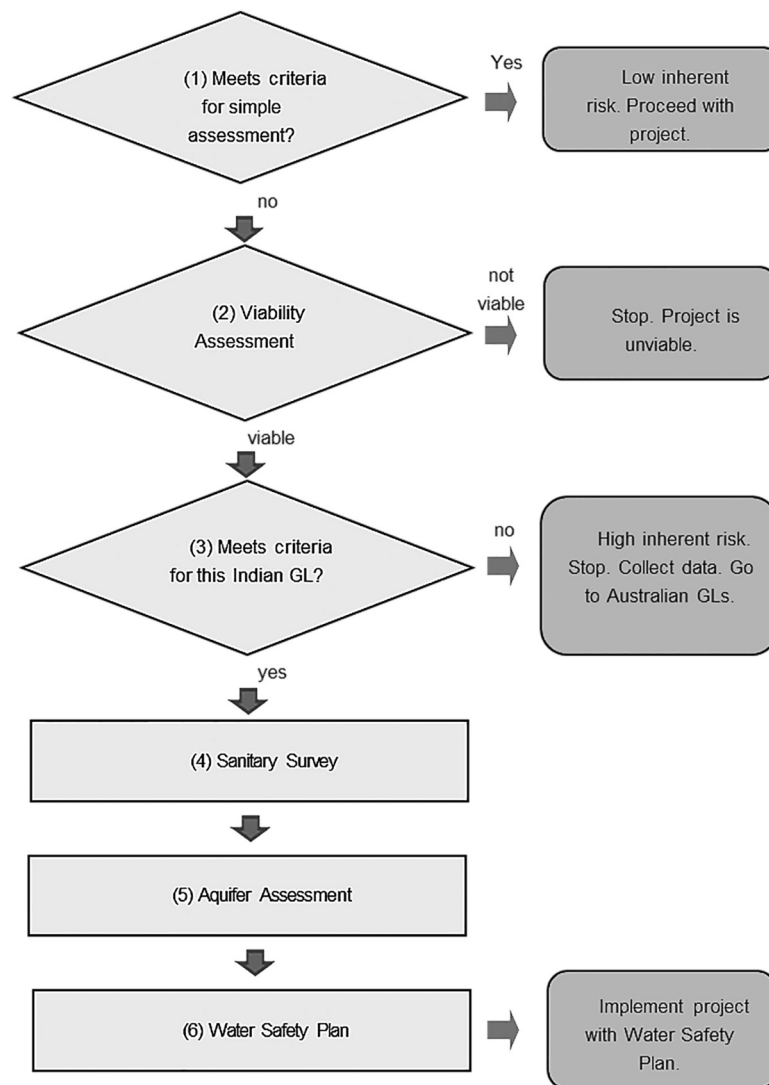 (1) Meets criteria
for simple
assessment?
Yes
Low inherent
risk. Proceed with
project.
no
(2) Viability
Assessment
not
viable
Stop. Project is
unviable.
viable
(3) Meets criteria
for this Indian GL?
no
High inherent risk.
Stop. Collect data. Go
to Australian GLs.
yes
(4) Sanitary Survey
(5) Aquifer Assessment
(6) Water Safety Plan
Implement project
with Water Safety
Plan.